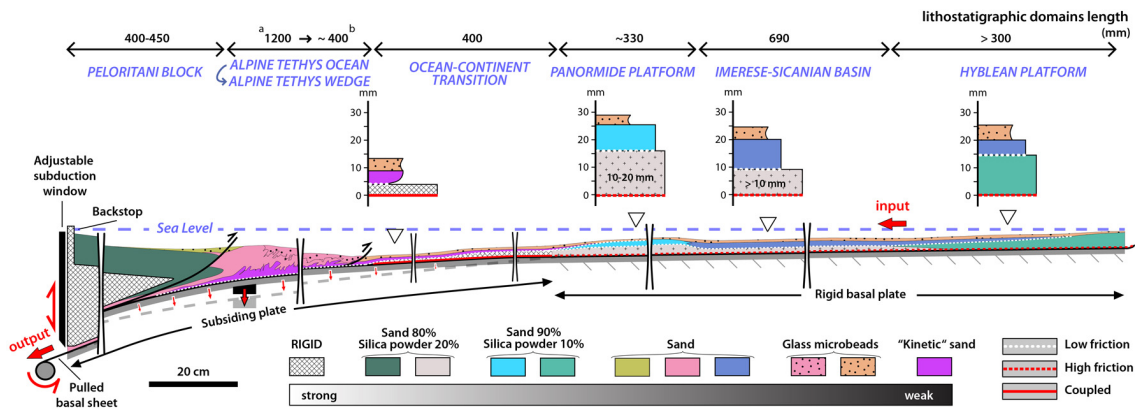 lithostatigraphic domains length
(mm)
400-450
a 1200 → ~ 400 b
400
~330
690
> 300
PELORITANI BLOCK
ALPINE TETHYS OCEAN
ALPINE TETHYS WEDGE
OCEAN-CONTINENT
TRANSITION
PANORMIDE PLATFORM
IMERESE-SICANIAN BASIN
HYBLEAN PLATFORM
mm
30
20
10
0
mm
30
20
10
0
10-20 mm
mm
30
20
10
0
> 10 mm
mm
30
20
10
0
Adjustable
subduction
window
Backstop
Sea Level
input
output
Subsiding plate
Rigid basal plate
Pulled
basal sheet
20 cm
RIGID
Sand 80%
Silica powder 20%
Sand 90%
Silica powder 10%
Sand
Glass microbeads
"Kinetic" sand
strong
weak
Low friction
High friction
Coupled